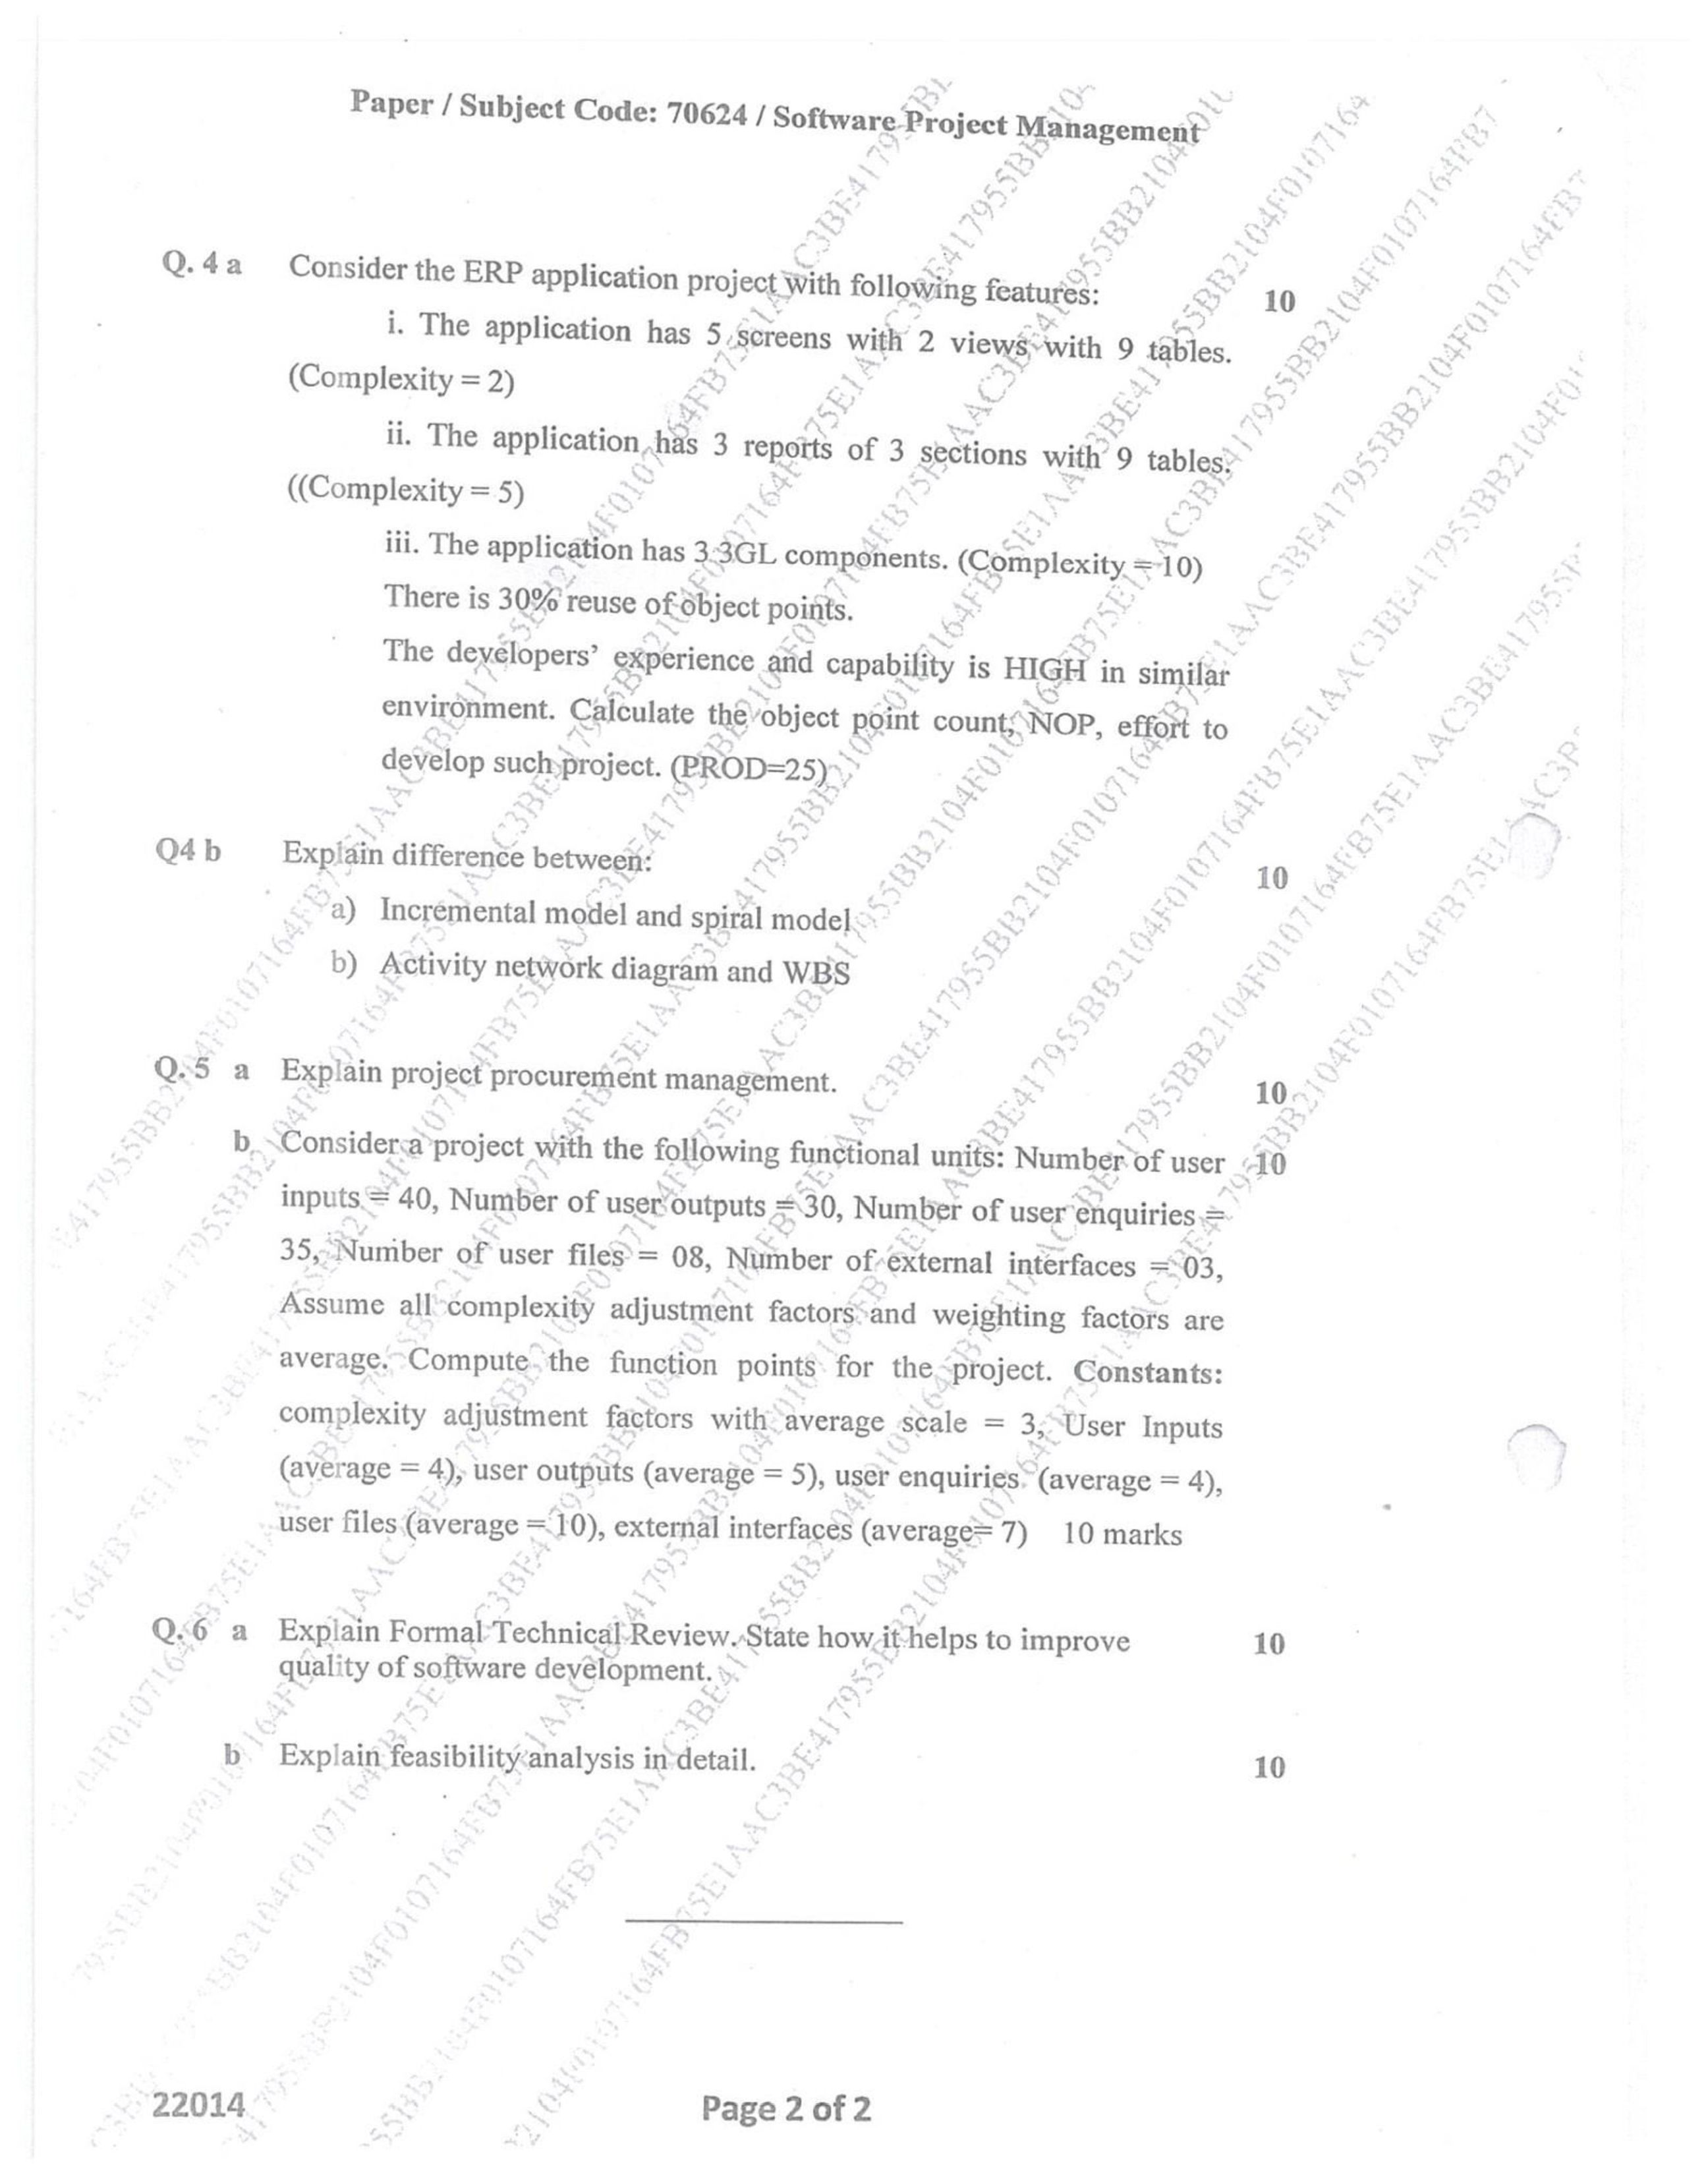 Paper / Subject Code: 70624 / Software Project Management
Q. 4 a Consider the ERP application project with following features: 10
i. The application has 5 screens with 2 views with 9 tables.
(Complexity = 2)
ii. The application has 3 reports of 3 sections with 9 tables.
((Complexity = 5)
iii. The application has 3 3GL components. (Complexity = 10)
There is 30% reuse of object points.
The developers' experience and capability is HIGH in similar
environment. Calculate the object point count, NOP, effort to
develop such project. (PROD=25)
Q4 b Explain difference between: 10
a) Incremental model and spiral model
b) Activity network diagram and WBS
Q. 5 a Explain project procurement management. 10
b Consider a project with the following functional units: Number of user 10
inputs = 40, Number of user outputs = 30, Number of user enquiries =
35, Number of user files = 08, Number of external interfaces = 03,
Assume all complexity adjustment factors and weighting factors are
average. Compute the function points for the project. Constants:
complexity adjustment factors with average scale = 3, User Inputs
(average = 4), user outputs (average = 5), user enquiries (average = 4),
user files (average = 10), external interfaces (average= 7) 10 marks
Q. 6 a Explain Formal Technical Review. State how it helps to improve 10
quality of software development.
b Explain feasibility analysis in detail. 10
22014 Page 2 of 2